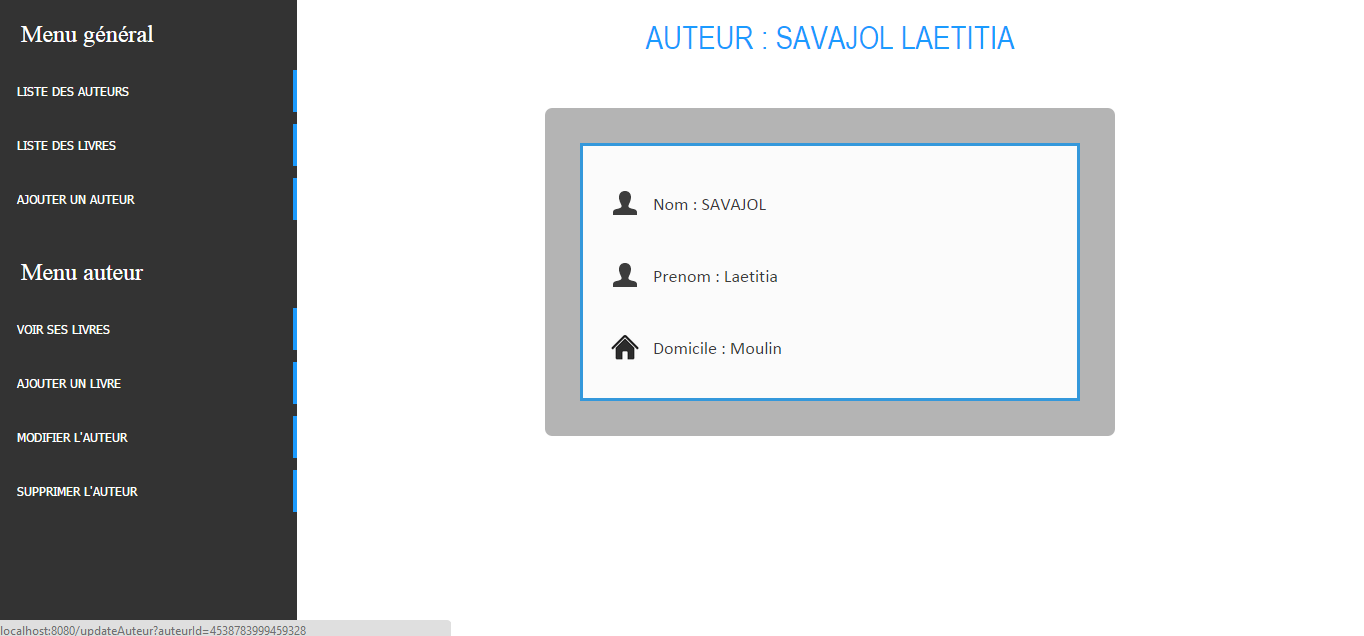 Menu général
LISTE DES AUTEURS
LISTE DES LIVRES
AJOUTER UN AUTEUR
Menu auteur
VOIR SES LIVRES
AJOUTER UN LIVRE
MODIFIER L'AUTEUR
SUPPRIMER L'AUTEUR
AUTEUR : SAVAJOL LAETITIA
Nom : SAVAJOL
Prenom : Laetitia
Domicile : Moulin
localhost:8080/updateAuteur?auteurId=4538783999459328